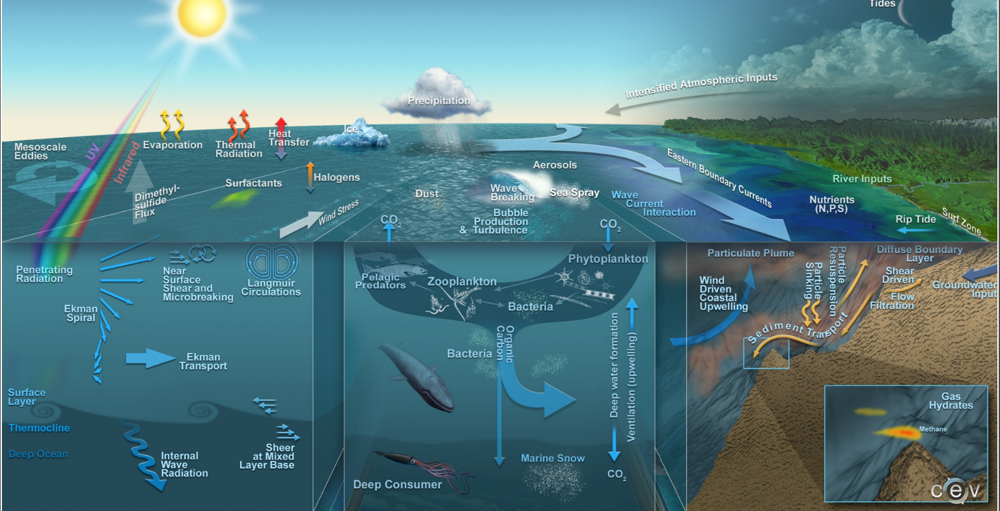 Tides
Intensified Atmospheric Inputs
Precipitation
Ice
Mesoscale
Eddies
UV
Infrared
Evaporation
Thermal
Radiation
Heat
Transfer
Dimethyl-
sulfide
Flux
Surfactants
Halogens
Wind Stress
Dust
Aerosols
Wave
Breaking
Sea Spray
Bubble
Production
& Turbulence
CO2
CO2
Wave
Current
Interaction
Eastern Boundary Currents
River Inputs
Nutrients
(N,P,S)
Rip Tide
Surf Zone
Penetrating
Radiation
Near
Surface
Shear and
Microbreaking
Langmuir
Circulations
Ekman
Spiral
Ekman
Transport
Surface
Layer
Thermocline
Deep Ocean
Internal
Wave
Radiation
Sheer
at Mixed
Layer Base
Pelagic
Predators
Zooplankton
Phytoplankton
Bacteria
Bacteria
Organic
Carbon
Deep water formation
Ventilation (upwelling)
Marine Snow
Deep Consumer
CO2
Particulate Plume
Wind
Driven
Coastal
Upwelling
Particle
Sinking
Particle
Resuspension
Diffuse Boundary
Layer
Shear
Driven
Flow
Filtration
Groundwater
Input
Sediment Transport
Gas
Hydrates
Methane
cev